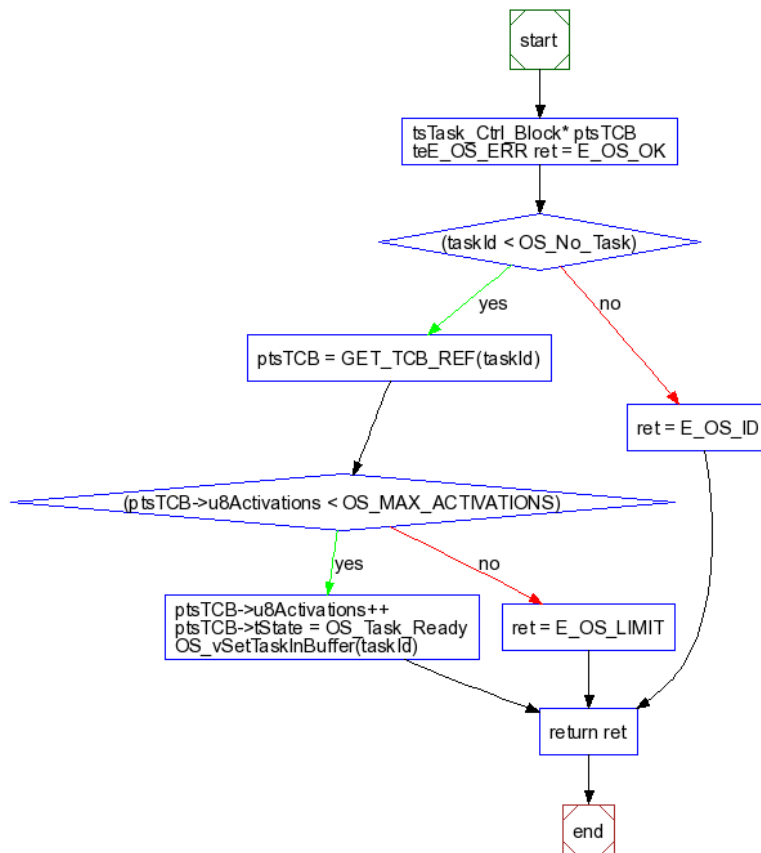 start
tsTask_Ctrl_Block* ptsTCB
teE_OS_ERR ret = E_OS_OK
(taskId < OS_No_Task)
yes
no
ptsTCB = GET_TCB_REF(taskId)
ret = E_OS_ID
(ptsTCB->u8Activations < OS_MAX_ACTIVATIONS)
yes
no
ptsTCB->u8Activations++
ptsTCB->tState = OS_Task_Ready
OS_vSetTaskInBuffer(taskId)
ret = E_OS_LIMIT
return ret
end